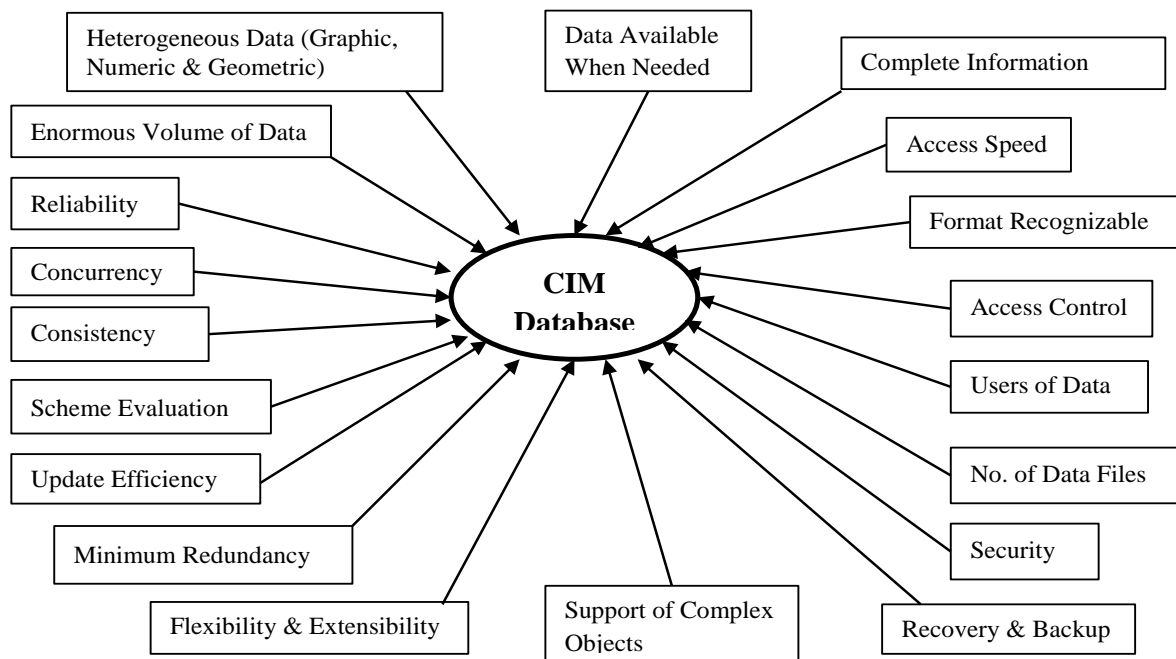 Heterogeneous Data (Graphic,
Numeric & Geometric)
Data Available
When Needed
Complete Information
Enormous Volume of Data
Access Speed
Reliability
Format Recognizable
Concurrency
CIM
Database
Access Control
Consistency
Users of Data
Scheme Evaluation
Update Efficiency
No. of Data Files
Minimum Redundancy
Security
Flexibility & Extensibility
Support of Complex
Objects
Recovery & Backup